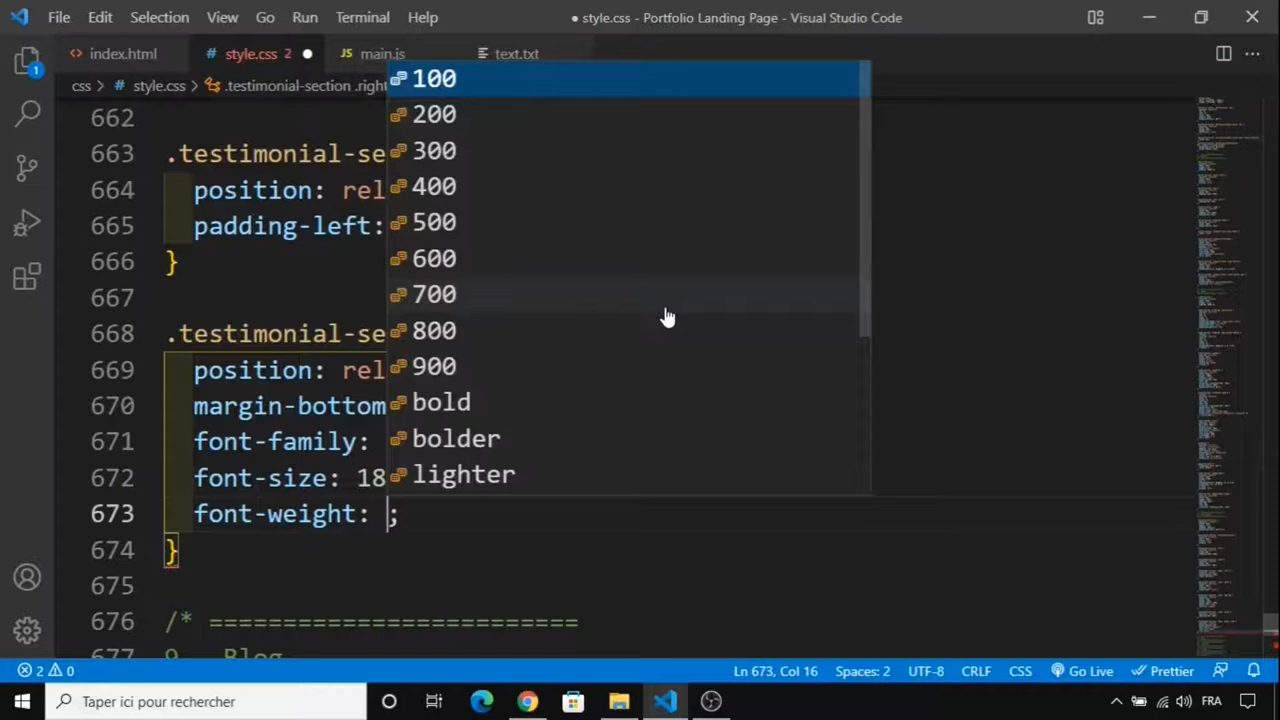 File Edit Selection View Go Run Terminal Help ● style.css - Portfolio Landing Page - Visual Studio Code
<> index.html # style.css 2 ● JS main.js text.txt
css > # style.css > .testimonial-section .right
100
662 200
663 .testimonial-se 300
664 position: rel 400
665 padding-left: 500
666 } 600
667 700
668 .testimonial-se 800
669 position: rel 900
670 margin-bottom bold
671 font-family: bolder
672 font-size: 18 lighter
673 font-weight: ;
674 }
675
676 /* =========================
677 9. Blog
2 0 Ln 673, Col 16 Spaces: 2 UTF-8 CRLF CSS Go Live Prettier
Taper ici pour rechercher FRA